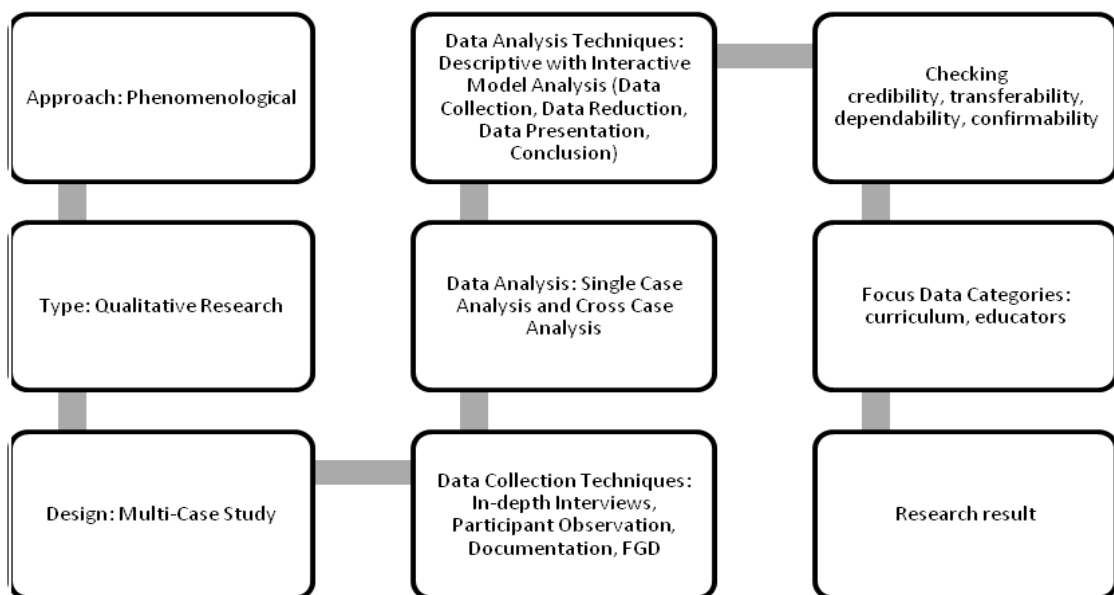 Approach: Phenomenological
Type: Qualitative Research
Design: Multi-Case Study
Data Collection Techniques:
In-depth Interviews,
Participant Observation,
Documentation, FGD
Data Analysis: Single Case
Analysis and Cross Case
Analysis
Data Analysis Techniques:
Descriptive with Interactive
Model Analysis (Data
Collection, Data Reduction,
Data Presentation,
Conclusion)
Checking
credibility, transferability,
dependability, confirmability
Focus Data Categories:
curriculum, educators
Research result